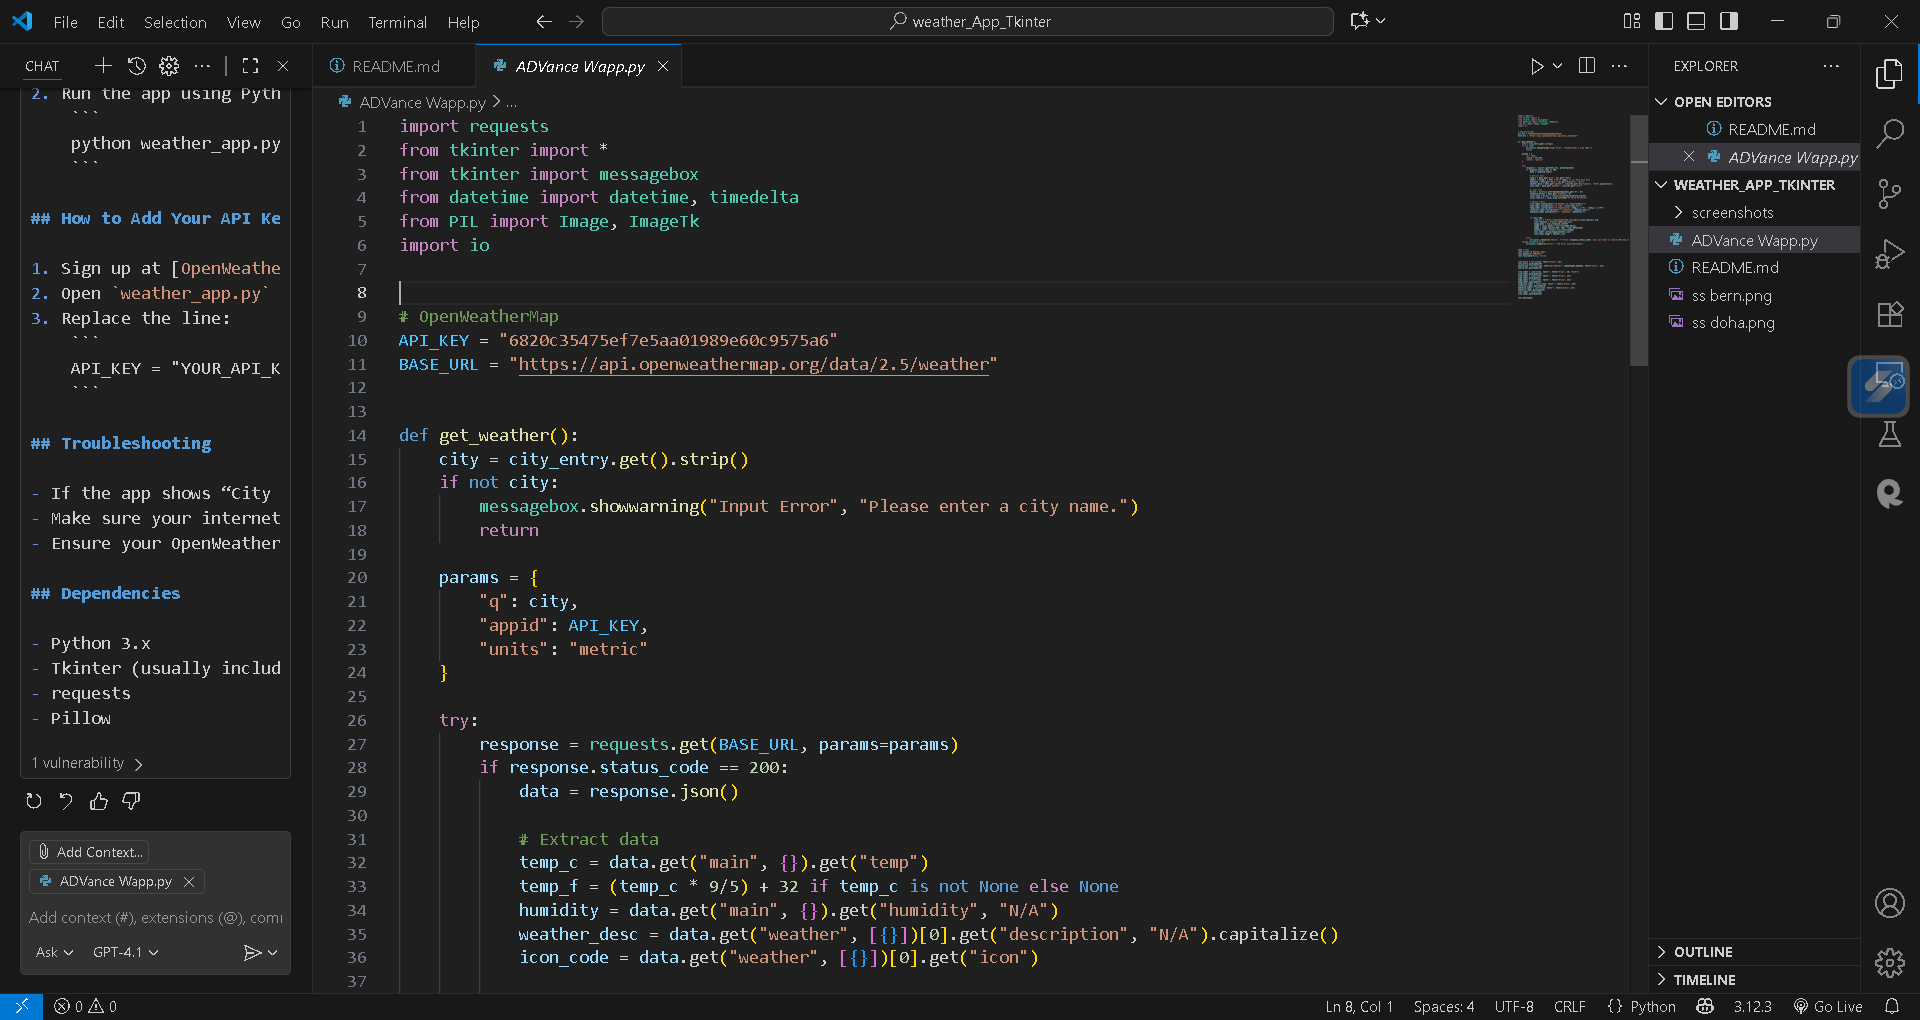 File Edit Selection View Go Run Terminal Help
weather_App_Tkinter
CHAT
2. Run the app using Pyth
```
python weather_app.py
```
## How to Add Your API Ke
1. Sign up at [OpenWeathe
2. Open `weather_app.py`
3. Replace the line:
```
API_KEY = "YOUR_API_K
```
## Troubleshooting
- If the app shows “City
- Make sure your internet
- Ensure your OpenWeather
## Dependencies
- Python 3.x
- Tkinter (usually includ
- requests
- Pillow
1 vulnerability
Add Context...
ADVance Wapp.py
Add context (#), extensions (@), com
Ask GPT-4.1
README.md ADVance Wapp.py
ADVance Wapp.py > ...
1 import requests
2 from tkinter import *
3 from tkinter import messagebox
4 from datetime import datetime, timedelta
5 from PIL import Image, ImageTk
6 import io
7
8
9 # OpenWeatherMap
10 API_KEY = "6820c35475ef7e5aa01989e60c9575a6"
11 BASE_URL = "https://api.openweathermap.org/data/2.5/weather"
12
13
14 def get_weather():
15 city = city_entry.get().strip()
16 if not city:
17 messagebox.showwarning("Input Error", "Please enter a city name.")
18 return
19
20 params = {
21 "q": city,
22 "appid": API_KEY,
23 "units": "metric"
24 }
25
26 try:
27 response = requests.get(BASE_URL, params=params)
28 if response.status_code == 200:
29 data = response.json()
30
31 # Extract data
32 temp_c = data.get("main", {}).get("temp")
33 temp_f = (temp_c * 9/5) + 32 if temp_c is not None else None
34 humidity = data.get("main", {}).get("humidity", "N/A")
35 weather_desc = data.get("weather", [{}])[0].get("description", "N/A").capitalize()
36 icon_code = data.get("weather", [{}])[0].get("icon")
37
EXPLORER
OPEN EDITORS
README.md
ADVance Wapp.py
WEATHER_APP_TKINTER
screenshots
ADVance Wapp.py
README.md
ss bern.png
ss doha.png
OUTLINE
TIMELINE
0 0 Ln 8, Col 1 Spaces: 4 UTF-8 CRLF {} Python 3.12.3 Go Live